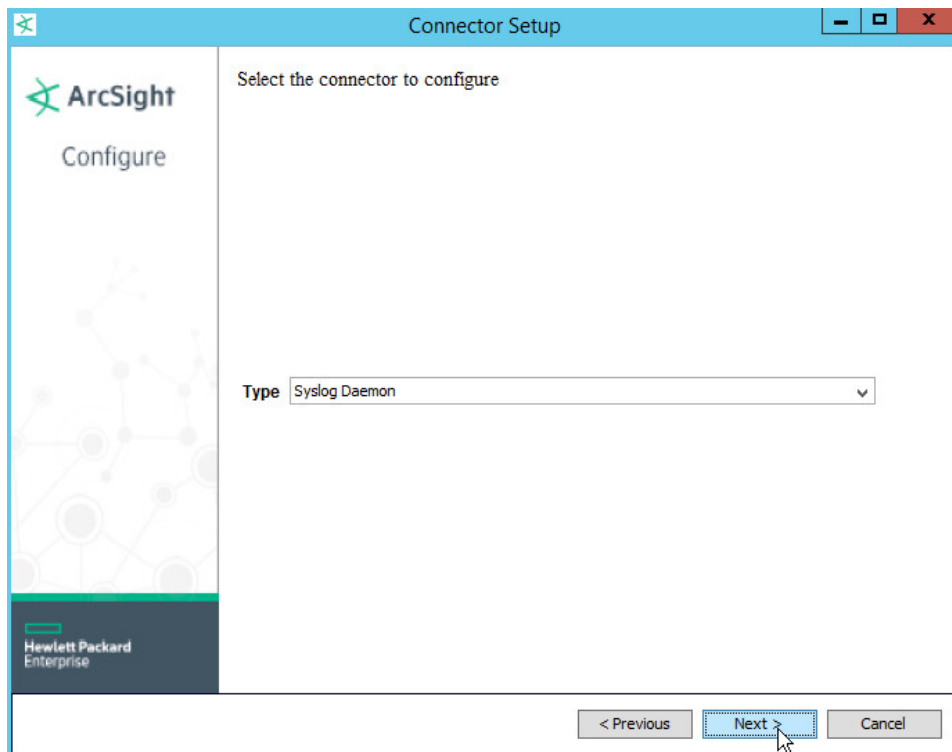 Connector Setup
ArcSight
Configure
Select the connector to configure
Type Syslog Daemon
Hewlett Packard
Enterprise
< Previous Next > Cancel